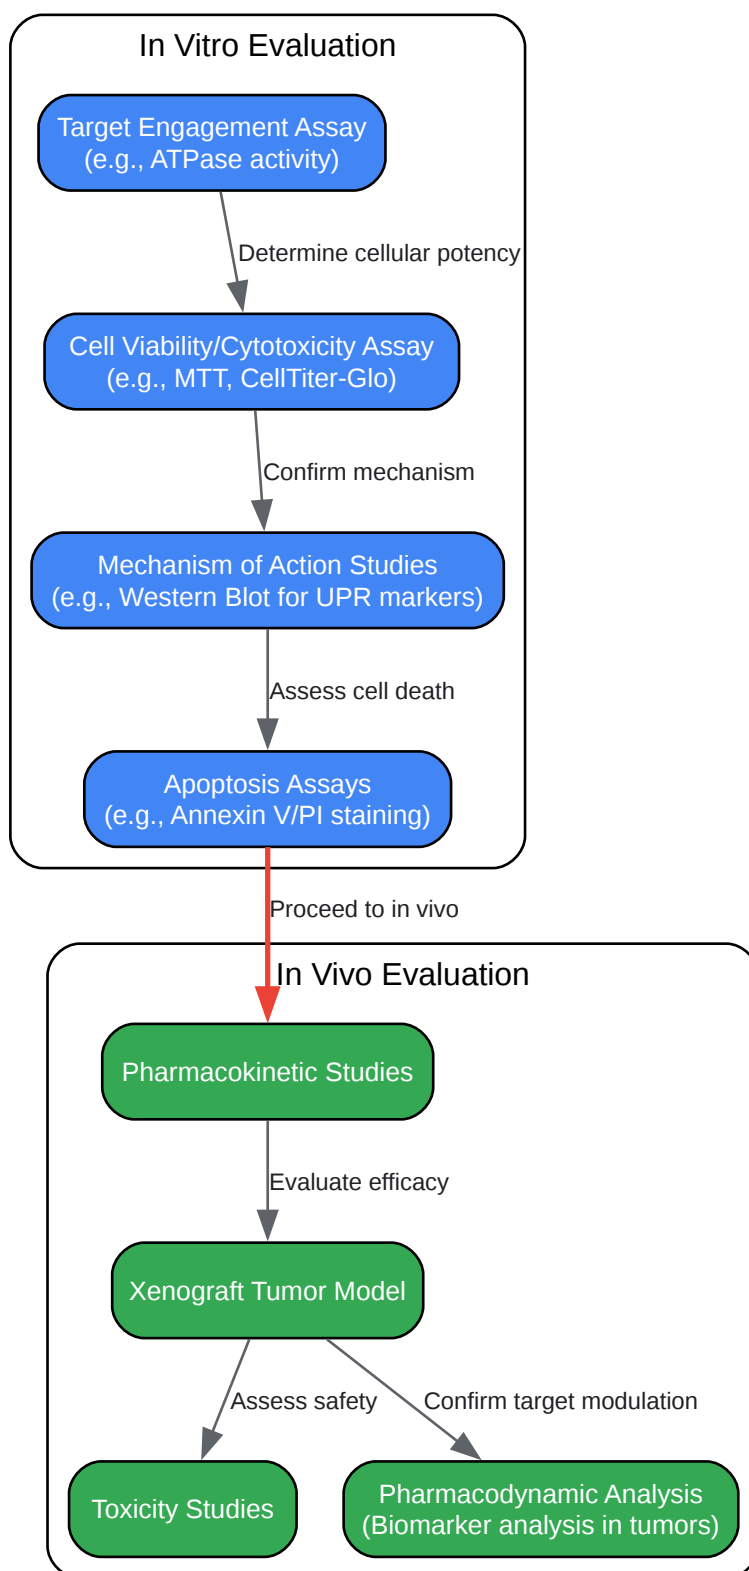 In Vitro Evaluation
Target Engagement Assay
(e.g., ATPase activity)
Determine cellular potency
Cell Viability/Cytotoxicity Assay
(e.g., MTT, CellTiter-Glo)
Confirm mechanism
Mechanism of Action Studies
(e.g., Western Blot for UPR markers)
Assess cell death
Apoptosis Assays
(e.g., Annexin V/PI staining)
Proceed to in vivo
In Vivo Evaluation
Pharmacokinetic Studies
Evaluate efficacy
Xenograft Tumor Model
Assess safety
Confirm target modulation
Toxicity Studies
Pharmacodynamic Analysis
(Biomarker analysis in tumors)